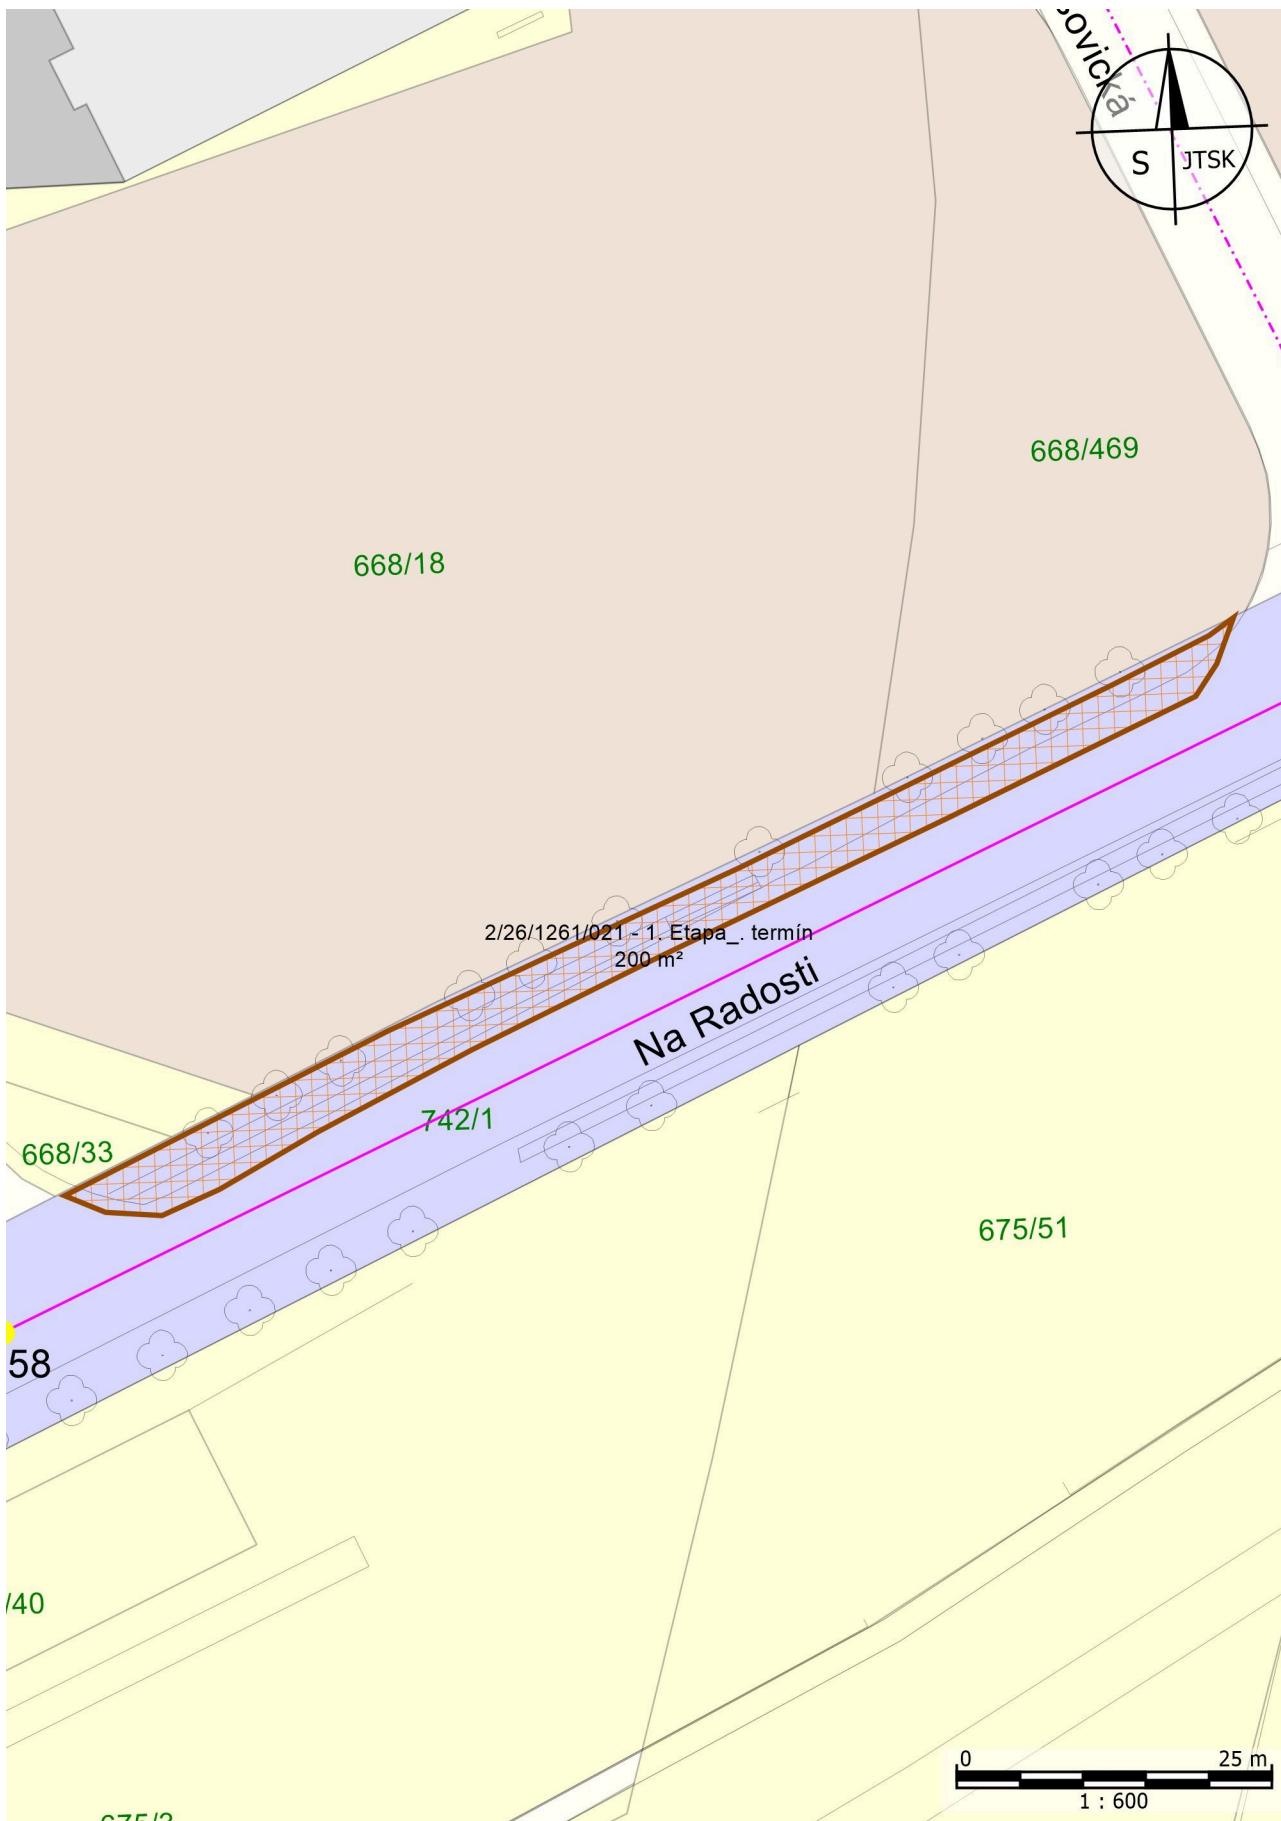 S JTSK
668/469
668/18
2/26/1261/021 - 1. Etapa_. termín
200 m²
Na Radosti
742/1
668/33
675/51
58
/40
0 25 m
1 : 600